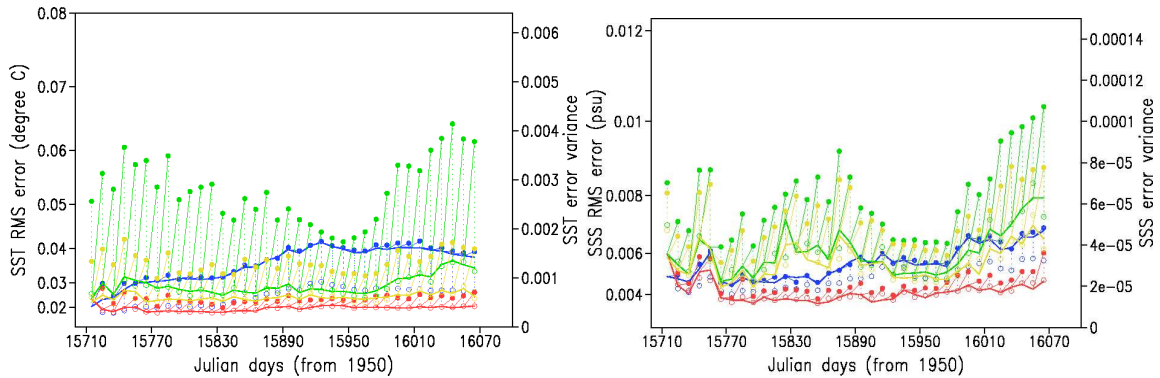 0.08
0.07
0.06
0.05
0.04
0.03
0.02
SST RMS error (degree C)
0.006
0.005
0.004
0.003
0.002
0.001
0
SST error variance
15710 15770 15830 15890 15950 16010 16070
Julian days (from 1950)
0.012
0.01
0.008
0.006
0.004
SSS RMS error (psu)
0.00014
0.00012
0.0001
8e-05
6e-05
4e-05
2e-05
0
SSS error variance
15710 15770 15830 15890 15950 16010 16070
Julian days (from 1950)